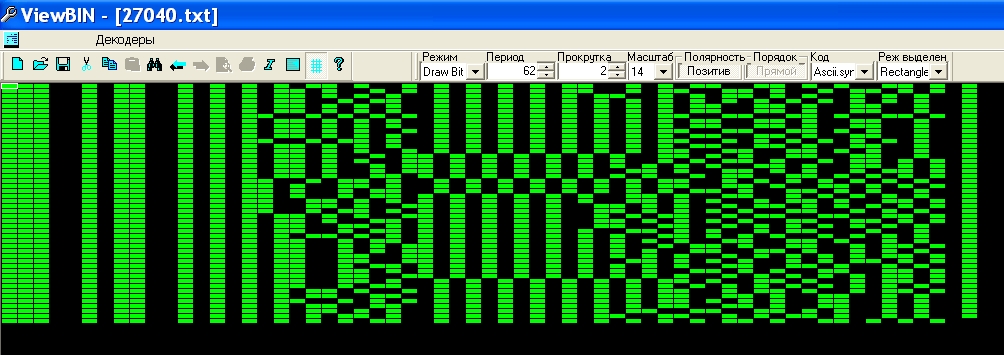 ViewBIN - [27040.txt]
Декодеры
Режим Период Прокрутка Масштаб Полярность Порядок Код Реж выделен
Draw Bit 62 2 14 Позитив Прямой Ascii.syr Rectangle